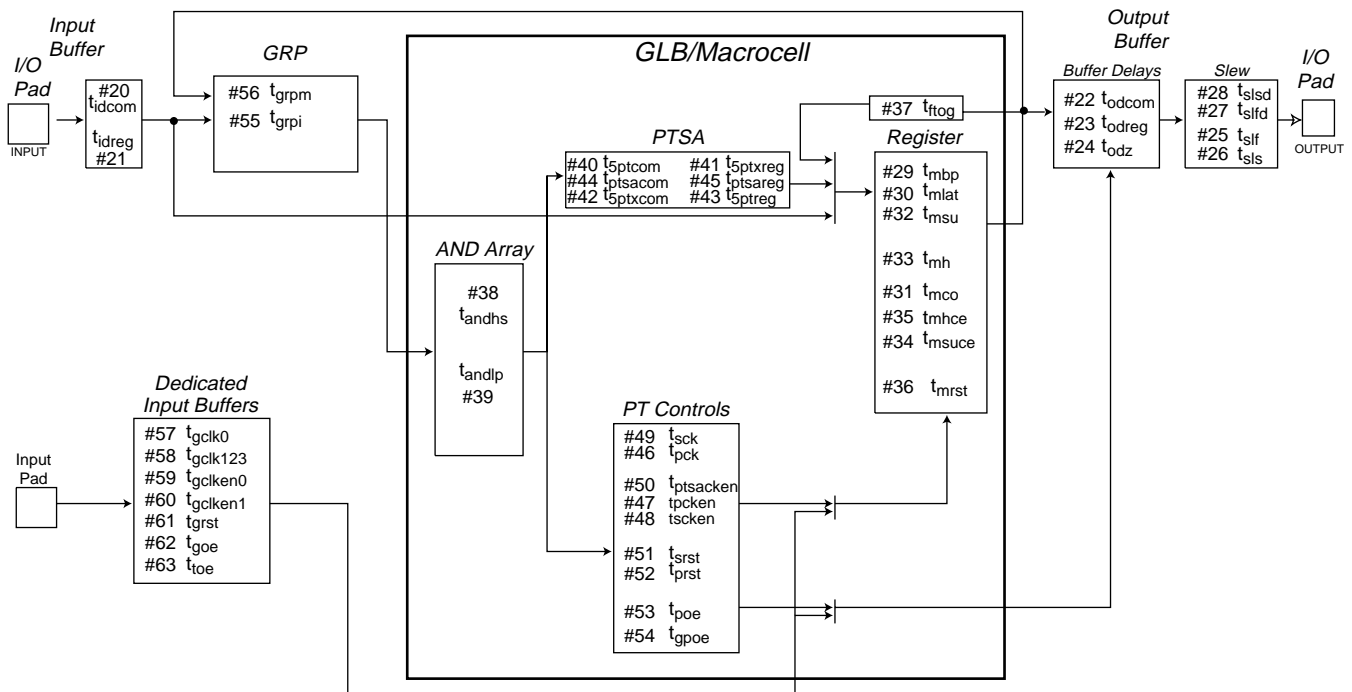 Input
Buffer
I/O
Pad
INPUT
#20
tidcom
tidreg
#21
GRP
#56 tgrpm
#55 tgrpi
GLB/Macrocell
AND Array
#38
tandhs
tandlp
#39
PTSA
#40 t5ptcom #41 t5ptxreg
#44 tptsacom #45 tptsareg
#42 t5ptxcom #43 t5ptreg
#37 tftog
Register
#29 tmbp
#30 tmlat
#32 tmsu
#33 tmh
#31 tmco
#35 tmhce
#34 tmsuce
#36 tmrst
PT Controls
#49 tsck
#46 tpck
#50 tptsacken
#47 tpcken
#48 tscken
#51 tsrst
#52 tprst
#53 tpoe
#54 tgpoe
Output
Buffer
Buffer Delays
#22 todcom
#23 todreg
#24 todz
Slew
#28 tslsd
#27 tslfd
#25 tslf
#26 tsls
I/O
Pad
OUTPUT
Dedicated
Input Buffers
Input
Pad
#57 tgclk0
#58 tgclk123
#59 tgclken0
#60 tgclken1
#61 tgrst
#62 tgoe
#63 ttoe